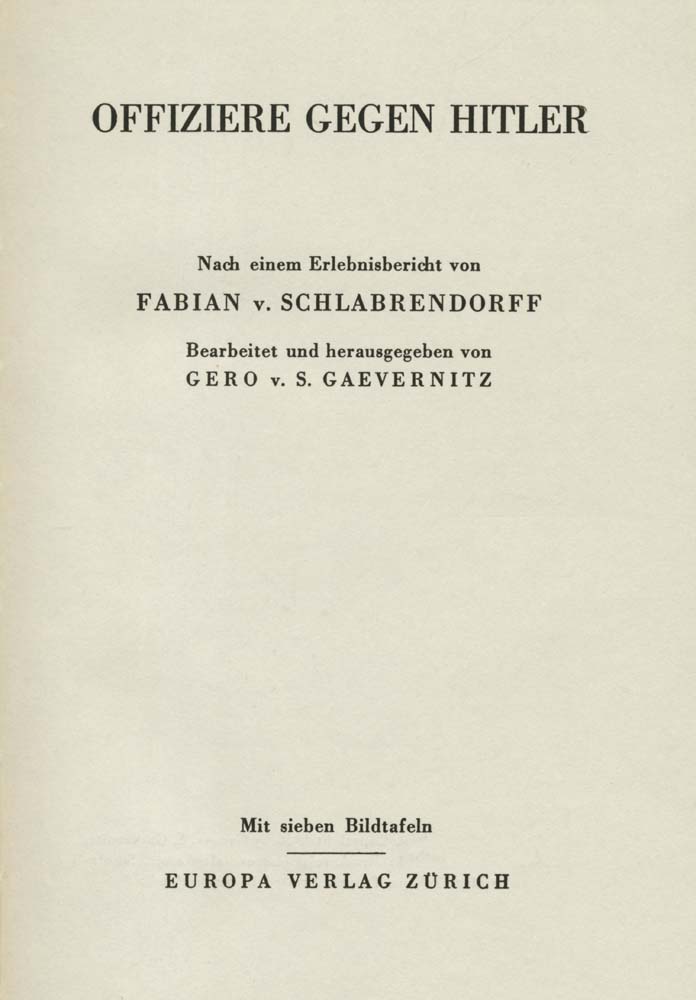 OFFIZIERE GEGEN HITLER
Nach einem Erlebnisbericht von
FABIAN v. SCHLABRENDORFF
Bearbeitet und herausgegeben von
GERO v. S. GAEVERNITZ
Mit sieben Bildtafeln
EUROPA VERLAG ZÜRICH